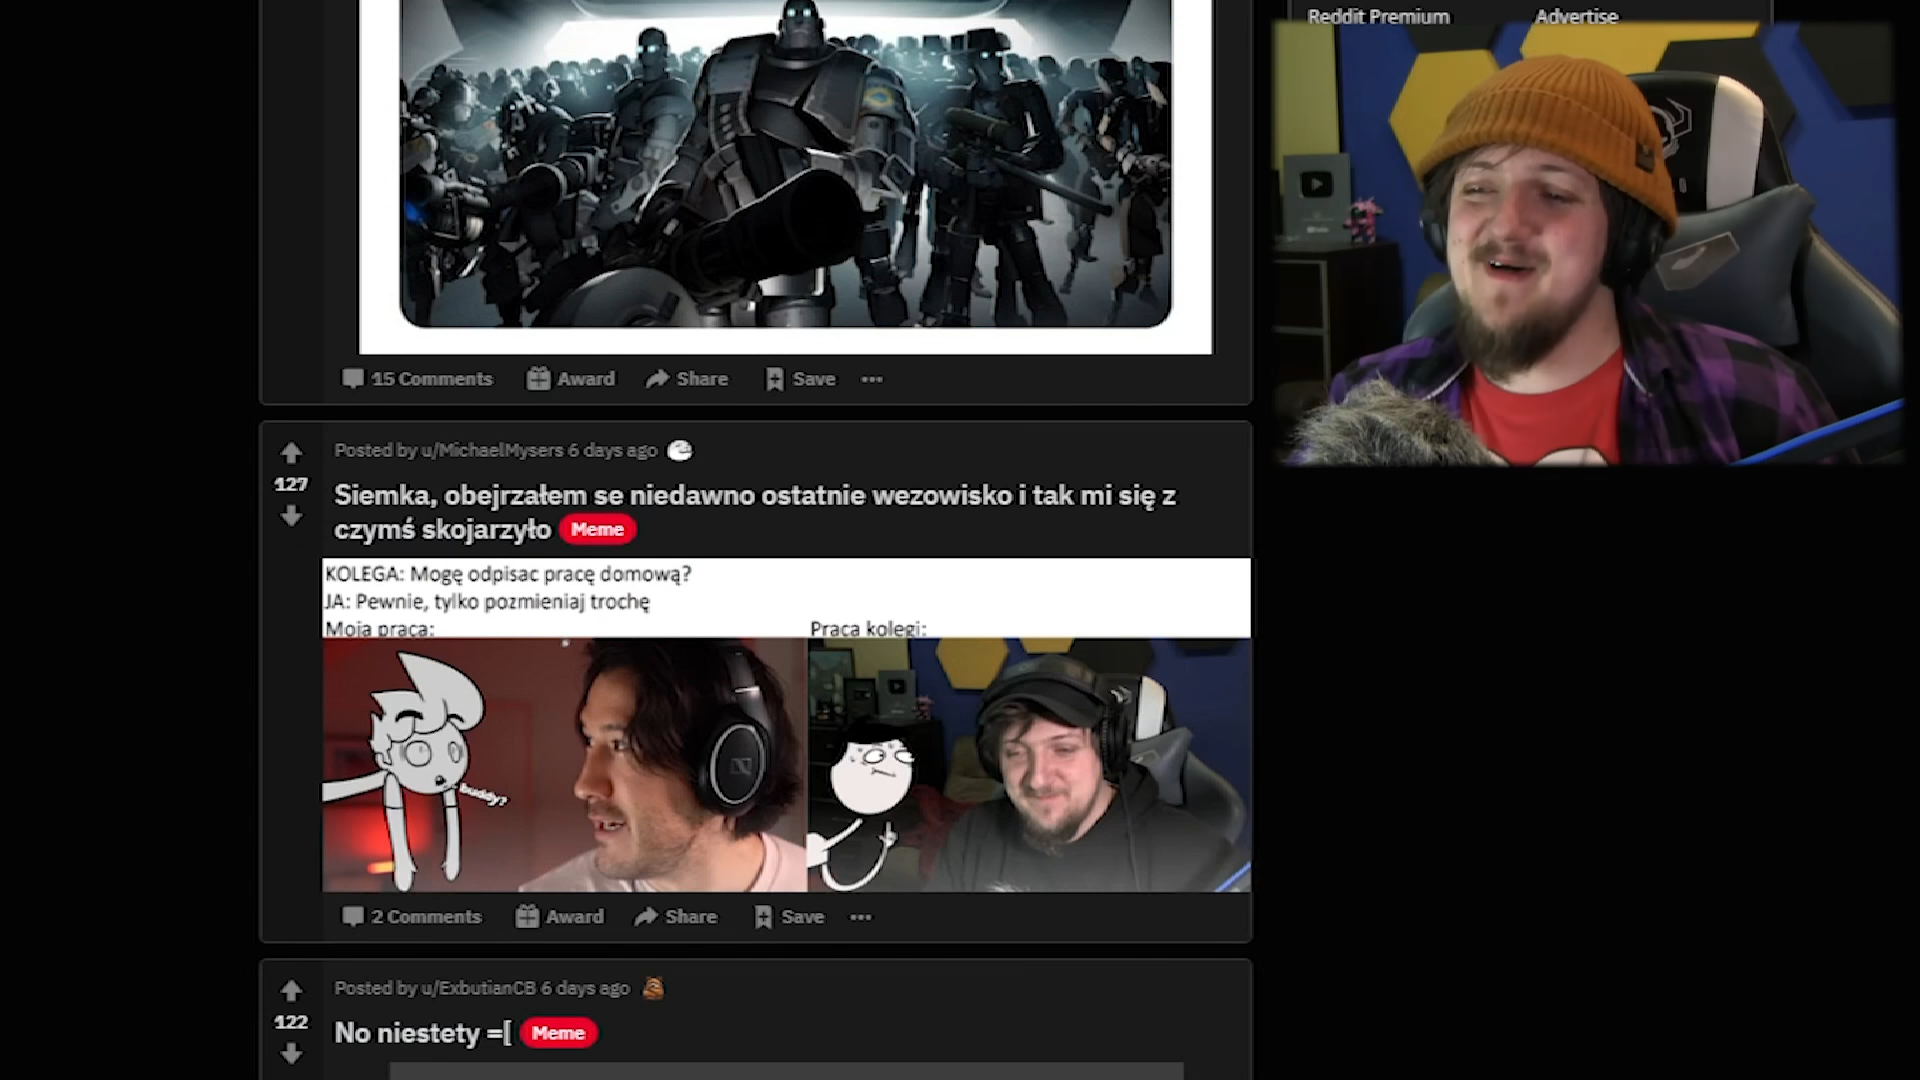 Reddit Premium
Advertise
15 Comments
Award
Share
Save
Posted by u/MichaelMysers 6 days ago
127
Siemka, obejrzałem se niedawno ostatnie wezowisko i tak mi się z
czymś skojarzyło
Meme
KOLEGA: Mogę odpisac pracę domową?
JA: Pewnie, tylko pozmieniaj trochę
Moja praca:
Praca kolegi:
buddy?
2 Comments
Award
Share
Save
Posted by u/ExbutianCB 6 days ago
122
No niestety =[
Meme